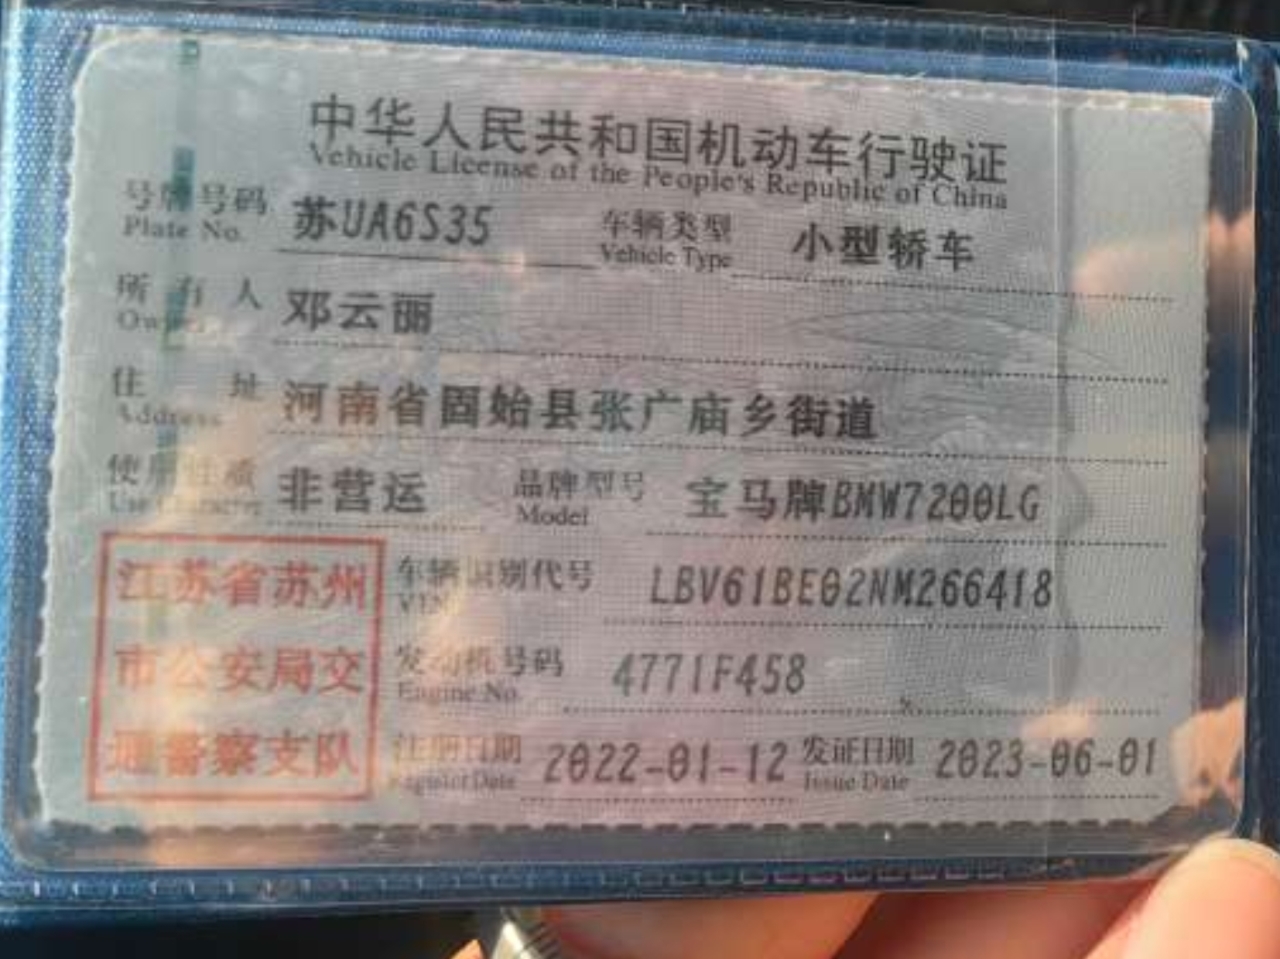 中华人民共和国机动车行驶证
Vehicle License of the People's Republic of China
号牌号码 苏UA6S35 车辆类型 小型轿车
Plate No. Vehicle Type
所有人 邓云丽
Owner
住址 河南省固始县张广庙乡街道
Address
使用性质 非营运 品牌型号 宝马牌BMW7200LG
Use Character Model
江苏省苏州 车辆识别代号 LBV61BE02NM266418
VIN
市公安局交 发动机号码 4771F458
Engine No.
通警察支队 注册日期 2022-01-12 发证日期 2023-06-01
Register Date Issue Date